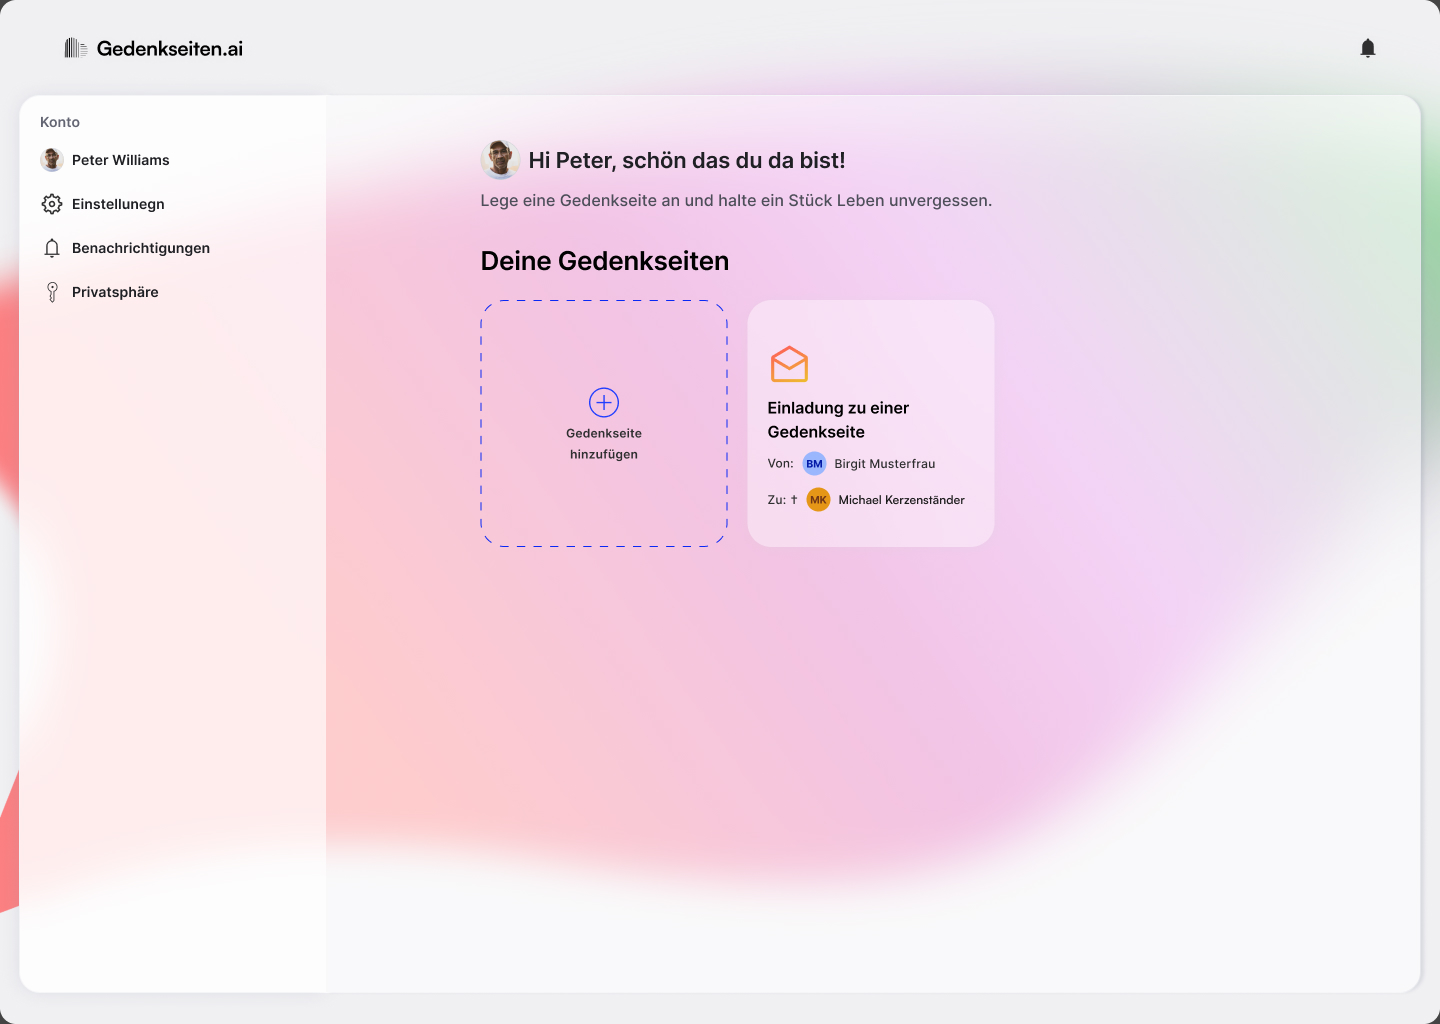 Gedenkseiten.ai
Konto
Peter Williams
Einstellunegn
Benachrichtigungen
Privatsphäre
Hi Peter, schön das du da bist!
Lege eine Gedenkseite an und halte ein Stück Leben unvergessen.
Deine Gedenkseiten
Gedenkseite
hinzufügen
Einladung zu einer
Gedenkseite
Von: BM Birgit Musterfrau
Zu: † MK Michael Kerzenständer